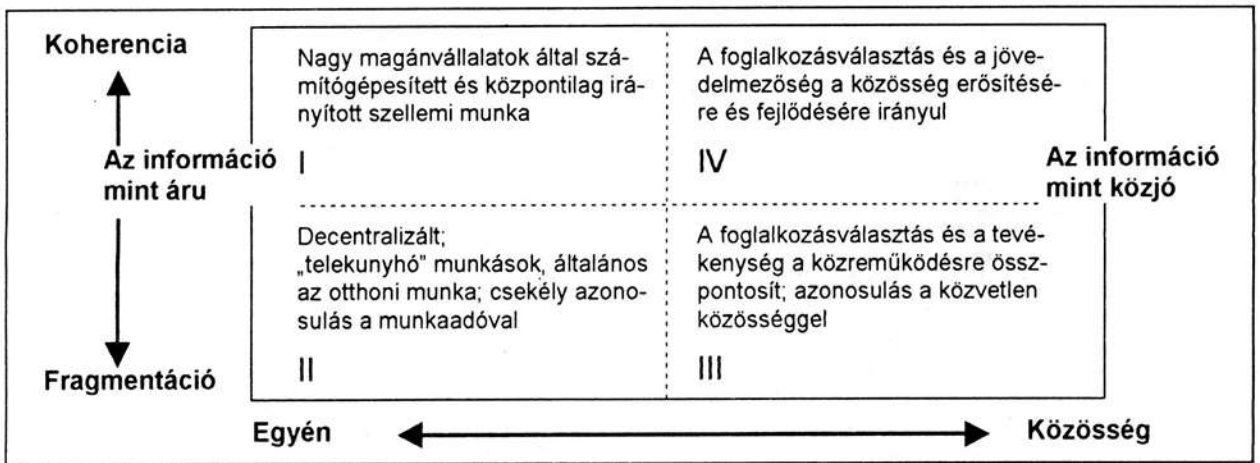 Koherencia
Nagy magánvállalatok által szá-
mítógépesített és központilag irá-
nyított szellemi munka
I
A foglalkozásválasztás és a jöve-
delmezőség a közösség erősítésé-
re és fejlődésére irányul
IV
Az információ
mint áru
Az információ
mint közjó
Decentralizált;
„telekunyhó” munkások, általános
az otthoni munka; csekély azono-
sulás a munkaadóval
II
A foglalkozásválasztás és a tevé-
kenység a közreműködésre össz-
pontosít; azonosulás a közvetlen
közösséggel
III
Fragmentáció
Egyén
Közösség